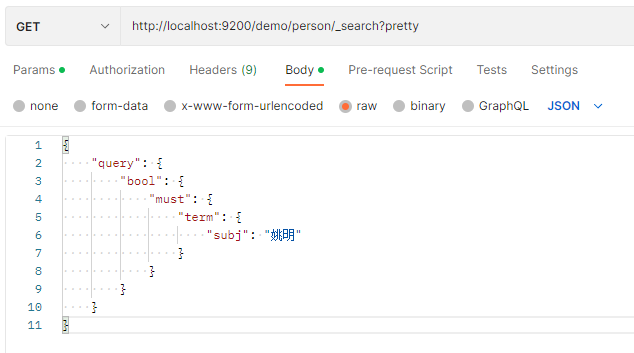 GET http://localhost:9200/demo/person/_search?pretty
Params Authorization Headers (9) Body Pre-request Script Tests Settings
none form-data x-www-form-urlencoded raw binary GraphQL JSON
1 {
2 "query": {
3 "bool": {
4 "must": {
5 "term": {
6 "subj": "姚明"
7 }
8 }
9 }
10 }
11 }